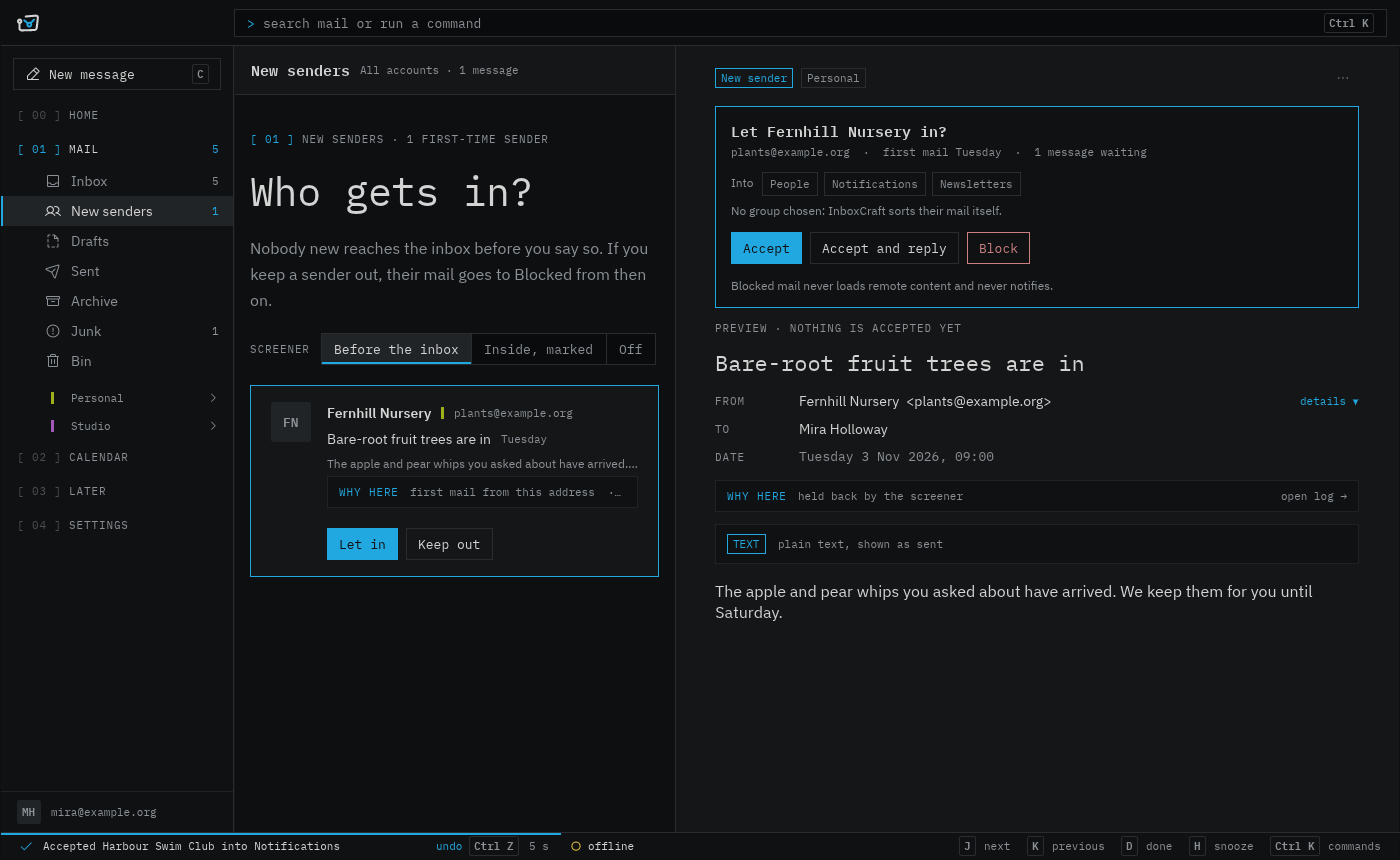 > search mail or run a command Ctrl K
New message C
[ 00 ] HOME
[ 01 ] MAIL 5
Inbox 5
New senders 1
Drafts
Sent
Archive
Junk 1
Bin
Personal
Studio
[ 02 ] CALENDAR
[ 03 ] LATER
[ 04 ] SETTINGS
MH mira@example.org
New senders All accounts · 1 message
[ 01 ] NEW SENDERS · 1 FIRST-TIME SENDER
Who gets in?
Nobody new reaches the inbox before you say so. If you
keep a sender out, their mail goes to Blocked from then
on.
SCREENER Before the inbox Inside, marked Off
FN Fernhill Nursery plants@example.org
Bare-root fruit trees are in Tuesday
The apple and pear whips you asked about have arrived....
WHY HERE first mail from this address ·…
Let in Keep out
New sender Personal ···
Let Fernhill Nursery in?
plants@example.org · first mail Tuesday · 1 message waiting
Into People Notifications Newsletters
No group chosen: InboxCraft sorts their mail itself.
Accept Accept and reply Block
Blocked mail never loads remote content and never notifies.
PREVIEW · NOTHING IS ACCEPTED YET
Bare-root fruit trees are in
FROM Fernhill Nursery <plants@example.org> details ▾
TO Mira Holloway
DATE Tuesday 3 Nov 2026, 09:00
WHY HERE held back by the screener open log →
TEXT plain text, shown as sent
The apple and pear whips you asked about have arrived. We keep them for you until
Saturday.
Accepted Harbour Swim Club into Notifications undo Ctrl Z 5 s offline J next K previous D done H snooze Ctrl K commands